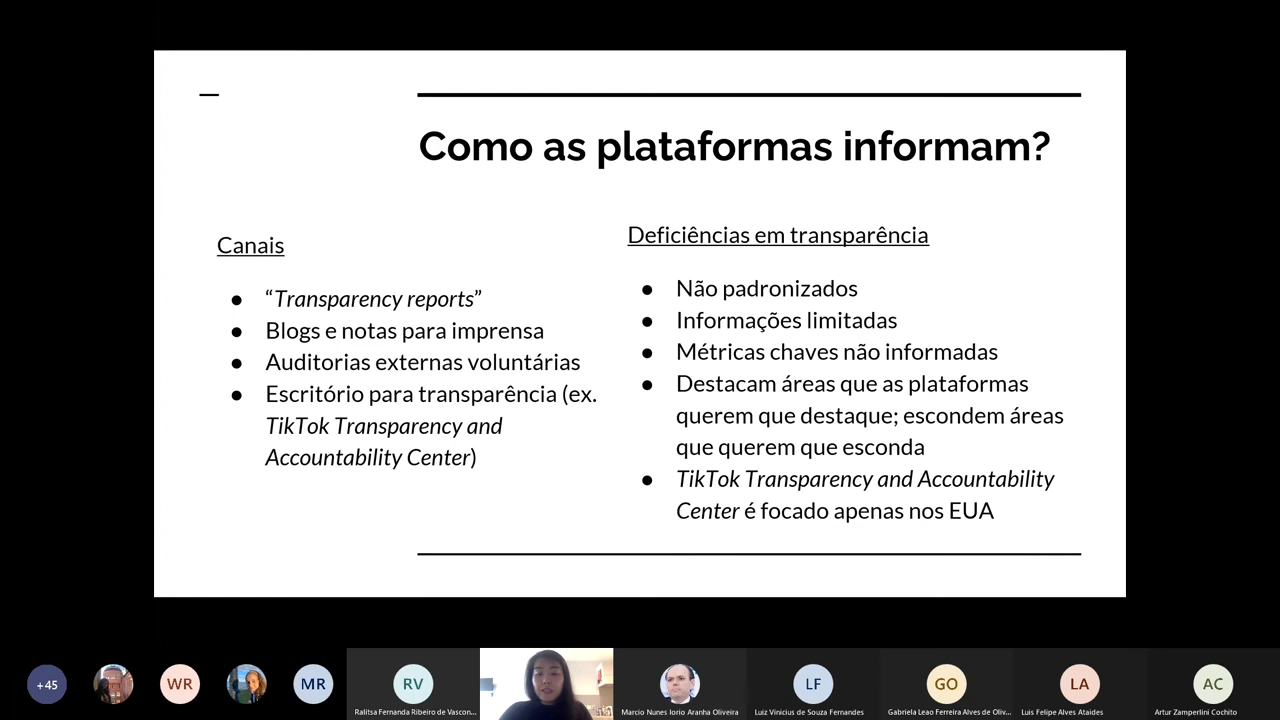 Como as plataformas informam?
Canais
● “Transparency reports”
● Blogs e notas para imprensa
● Auditorias externas voluntárias
● Escritório para transparência (ex.
TikTok Transparency and
Accountability Center)
Deficiências em transparência
● Não padronizados
● Informações limitadas
● Métricas chaves não informadas
● Destacam áreas que as plataformas
querem que destaque; escondem áreas
que querem que esconda
● TikTok Transparency and Accountability
Center é focado apenas nos EUA
+45
WR
MR
RV
LF
GO
LA
AC
Ralitsa Fernanda Ribeiro de Vascon...
Marcio Nunes Iorio Aranha Oliveira
Luiz Vinicius de Souza Fernandes
Gabriela Leao Ferreira Alves de Oliv...
Luis Felipe Alves Ataides
Artur Zamperlini Cochito